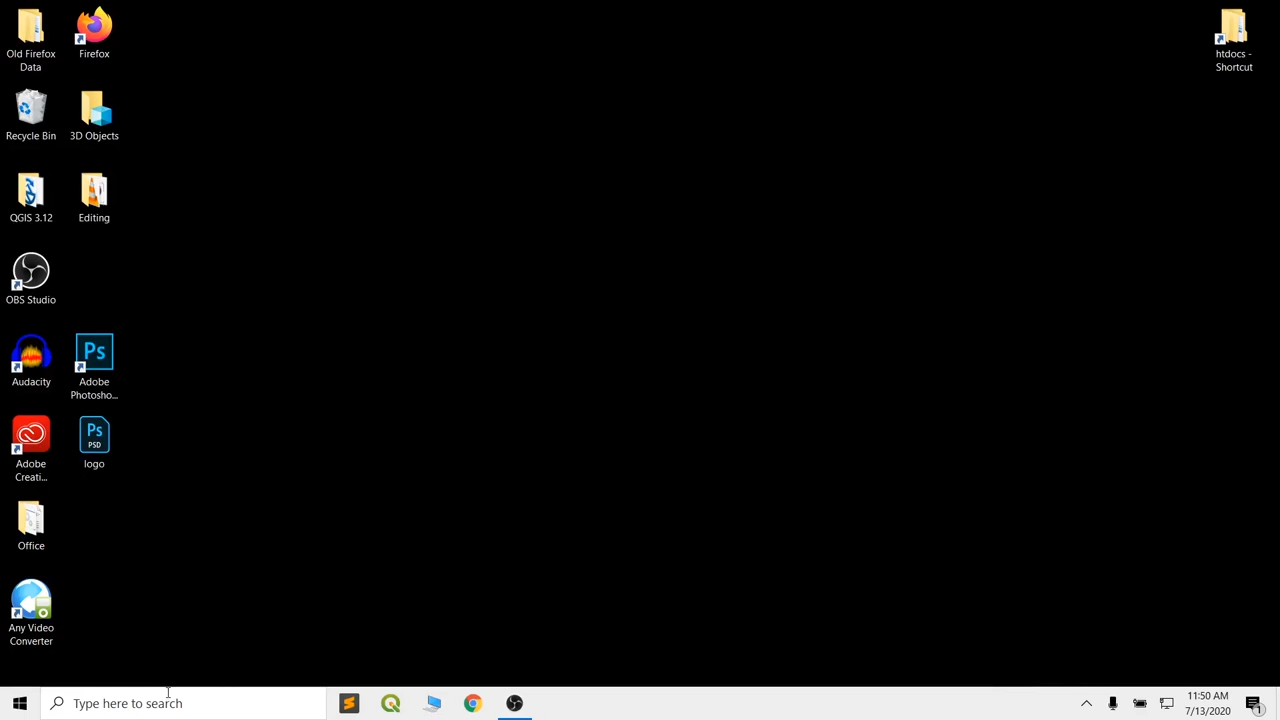 Old Firefox
Data
Firefox
htdocs -
Shortcut
Recycle Bin
3D Objects
QGIS 3.12
Editing
OBS Studio
Audacity
Ps
Adobe
Photosho...
Adobe
Creati...
Ps
PSD
logo
Office
Any Video
Converter
Type here to search
11:50 AM
7/13/2020
1